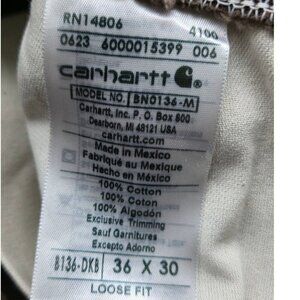 RN14806 4100
0623 6000015399 006
carhartt
MODEL NO. BN0136-M
Carhartt, Inc. P.O. Box 600
Dearborn, MI 48121 USA
Made in Mexico
Fabriqué au Mexique
Hecho en México
100% Cotton
100% Coton
100% Algodón
Exclusive Trimming
Sauf Garnitures
Excepto Adorno
B136-DKB 36 X 30
LOOSE FIT